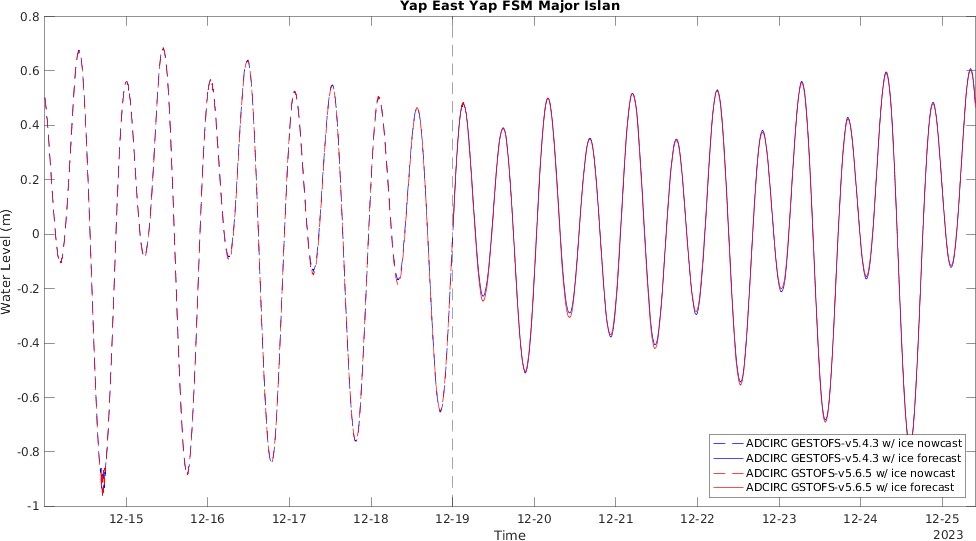 Yap East Yap FSM Major Islan
Water Level (m)
0.8
0.6
0.4
0.2
0
-0.2
-0.4
-0.6
-0.8
-1
ADCIRC GESTOFS-v5.4.3 w/ ice nowcast
ADCIRC GESTOFS-v5.4.3 w/ ice forecast
ADCIRC GSTOFS-v5.6.5 w/ ice nowcast
ADCIRC GSTOFS-v5.6.5 w/ ice forecast
12-15 12-16 12-17 12-18 12-19 12-20 12-21 12-22 12-23 12-24 12-25
2023
Time